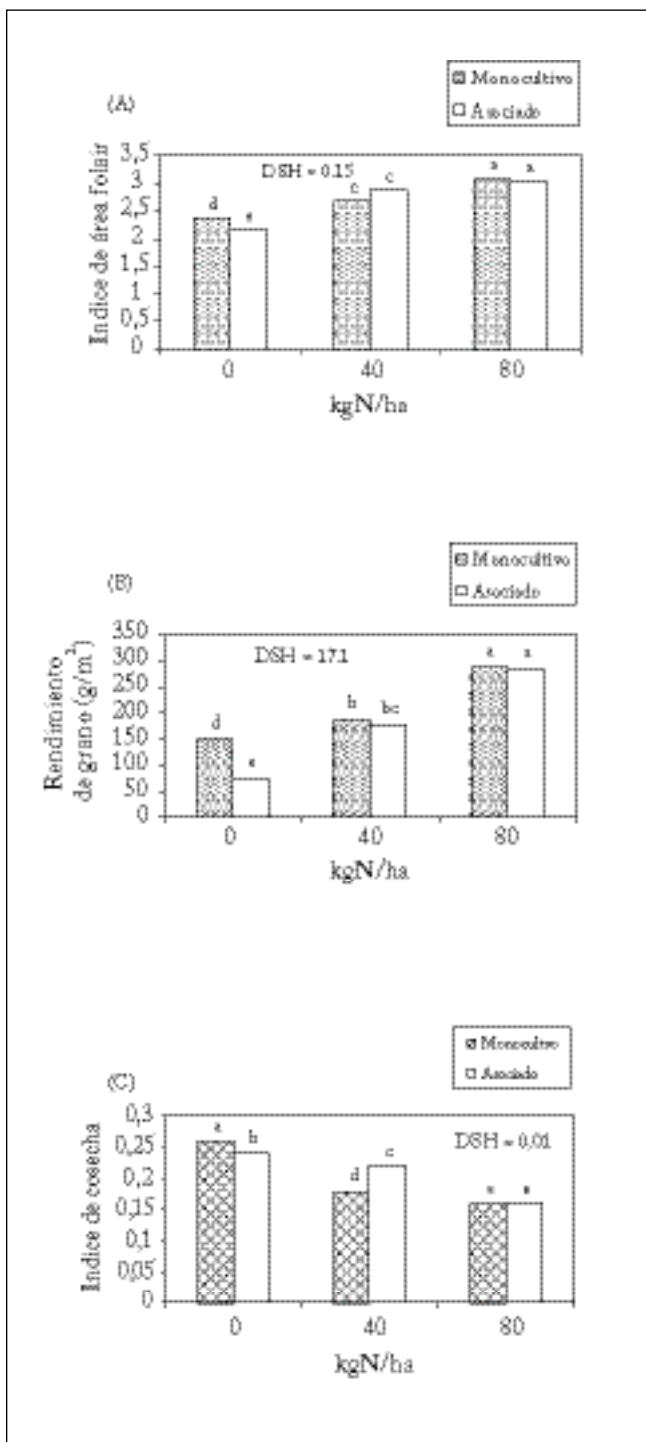 Monocultivo
Asociado
(A)
DSH = 0.15
3,5
3
2,5
2
1,5
1
0,5
0
Indice de área folair
d
e
c
c
a
a
0
40
80
kgN/ha
Monocultivo
Asociado
(B)
DSH = 17.1
350
300
250
200
150
100
50
0
Rendimiento
de grano (g/m²)
d
e
b
bc
a
a
0
40
80
kgN/ha
Monocultivo
Asociado
(C)
DSH = 0,01
0,3
0,25
0,2
0,15
0,1
0,05
0
Indice de cosecha
a
b
d
c
e
e
0
40
80
kgN/ha